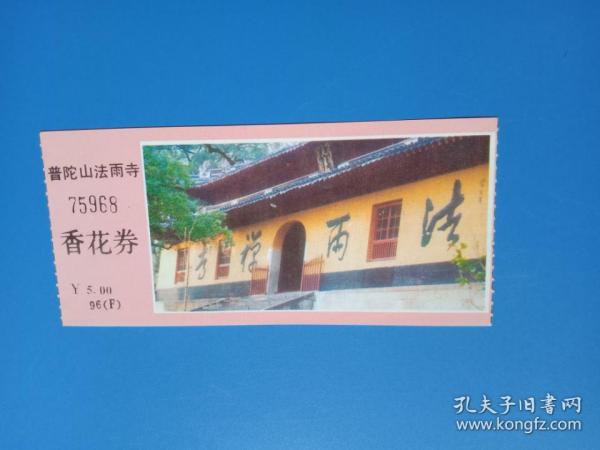 普陀山法雨寺
75968
香花券
¥ 5.00
96(F)
法雨禅寺
孔夫子旧书网
www.kongfz.com